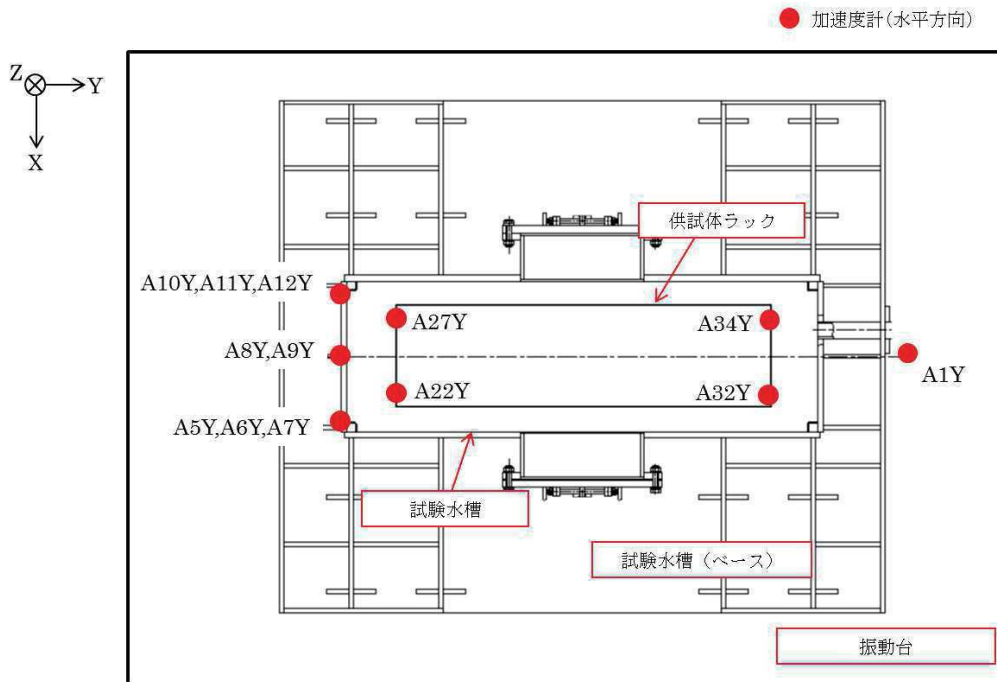 加速度計(水平方向)
Z
Y
X
供試体ラック
A10Y,A11Y,A12Y
A27Y
A34Y
A8Y,A9Y
A1Y
A22Y
A32Y
A5Y,A6Y,A7Y
試験水槽
試験水槽（ベース）
振動台